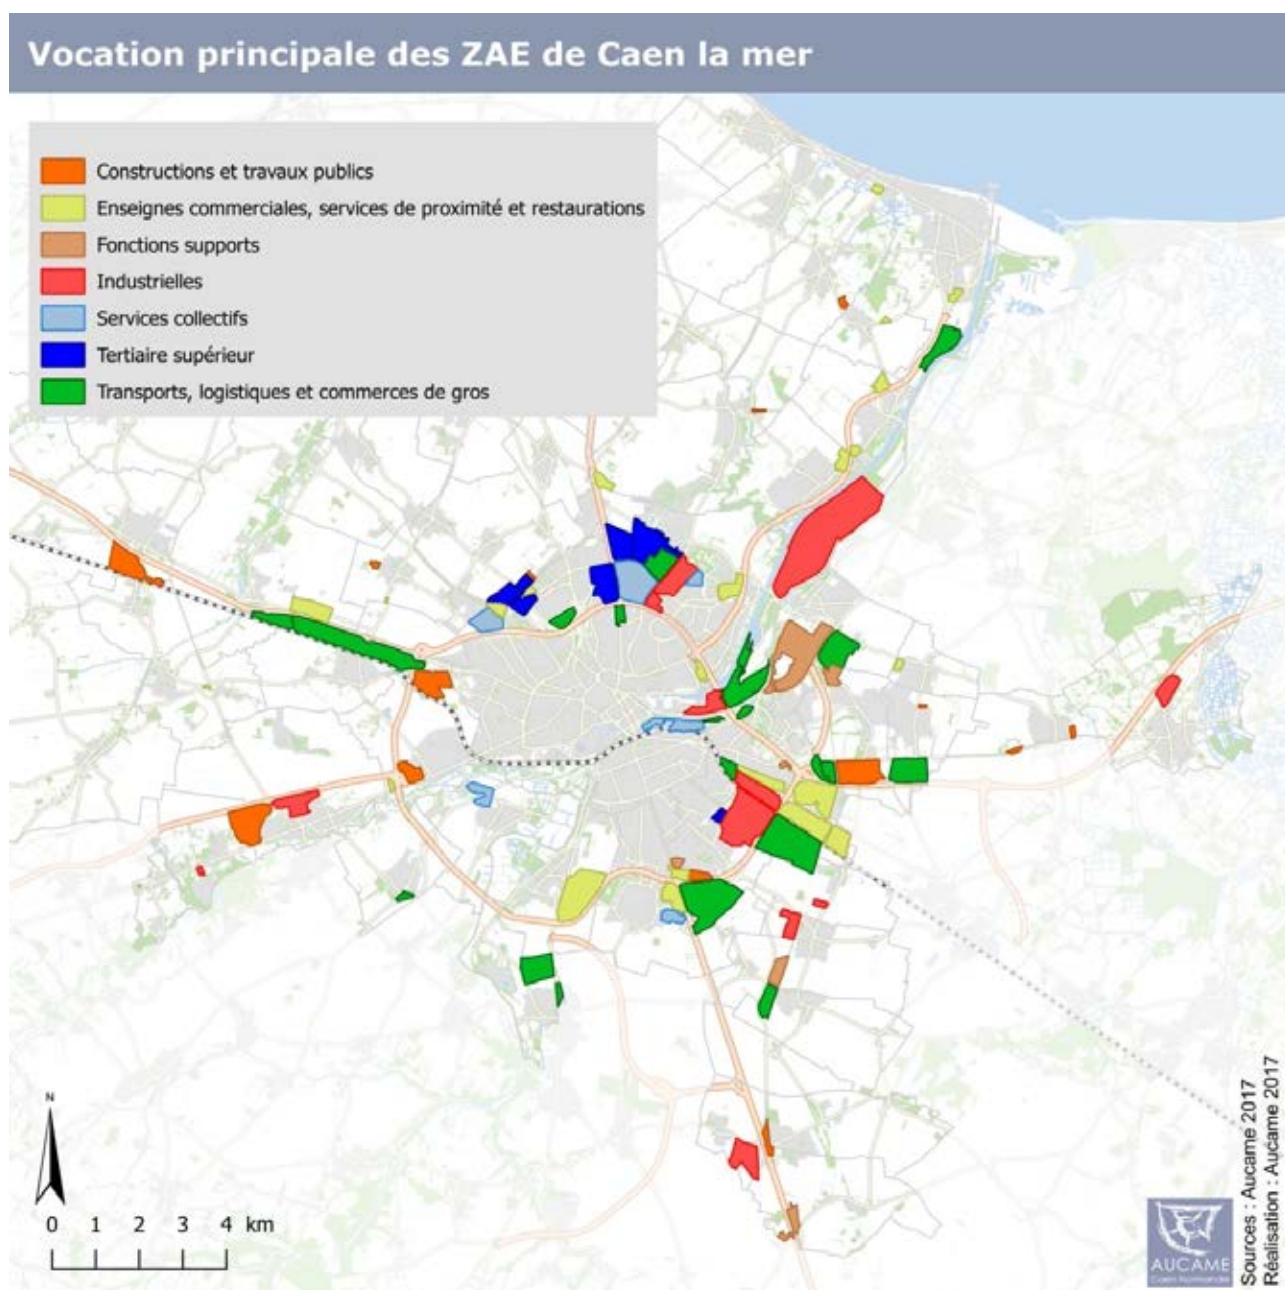 Vocation principale des ZAE de Caen la mer
Constructions et travaux publics
Enseignes commerciales, services de proximité et restaurations
Fonctions supports
Industrielles
Services collectifs
Tertiaire supérieur
Transports, logistiques et commerces de gros
N
0 1 2 3 4 km
AUCAME
Caen Normandie
Sources : Aucame 2017
Réalisation : Aucame 2017